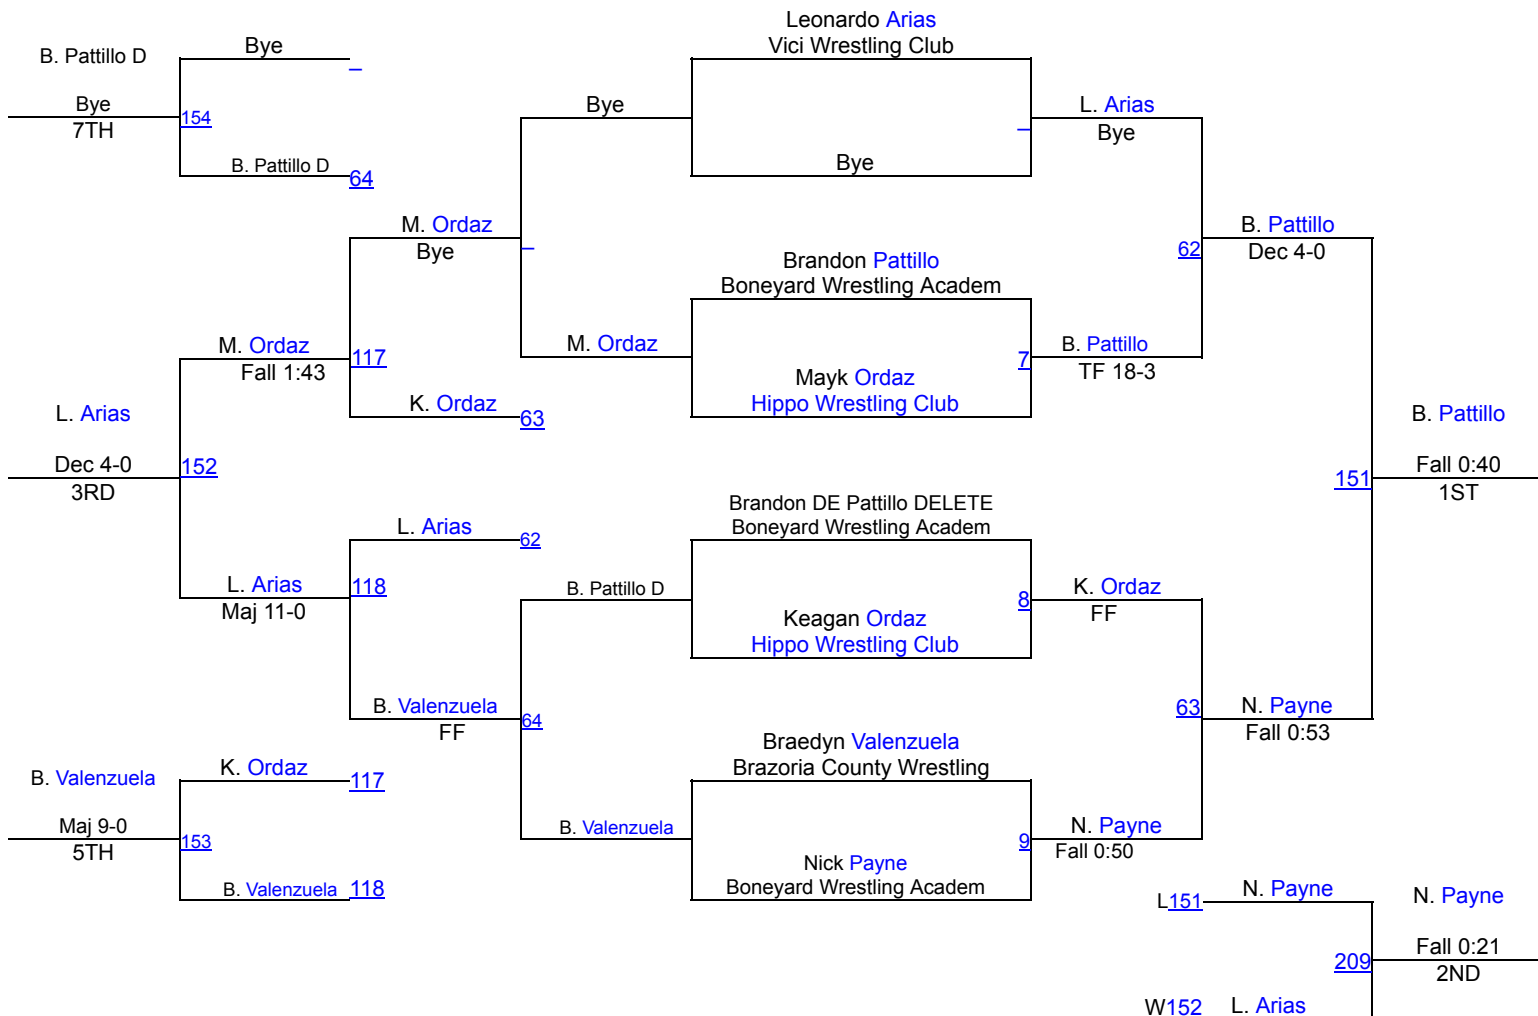 Leonardo Arias
Vici Wrestling Club
B. Pattillo D
Bye
_
Bye
7TH
154
Bye
_
L. Arias
Bye
Bye
B. Pattillo D
64
M. Ordaz
Bye
_
B. Pattillo
Dec 4-0
62
Brandon Pattillo
Boneyard Wrestling Academ
M. Ordaz
Fall 1:43
117
M. Ordaz
7
B. Pattillo
TF 18-3
Mayk Ordaz
Hippo Wrestling Club
K. Ordaz
63
L. Arias
Dec 4-0
3RD
152
B. Pattillo
Fall 0:40
1ST
151
Brandon DE Pattillo DELETE
Boneyard Wrestling Academ
L. Arias
62
L. Arias
Maj 11-0
118
B. Pattillo D
8
K. Ordaz
FF
Keagan Ordaz
Hippo Wrestling Club
B. Valenzuela
FF
64
63
N. Payne
Fall 0:53
Braedyn Valenzuela
Brazoria County Wrestling
B. Valenzuela
Maj 9-0
5TH
K. Ordaz
117
153
B. Valenzuela
9
N. Payne
Fall 0:50
Nick Payne
Boneyard Wrestling Academ
B. Valenzuela
118
L151
N. Payne
N. Payne
Fall 0:21
2ND
209
W152
L. Arias